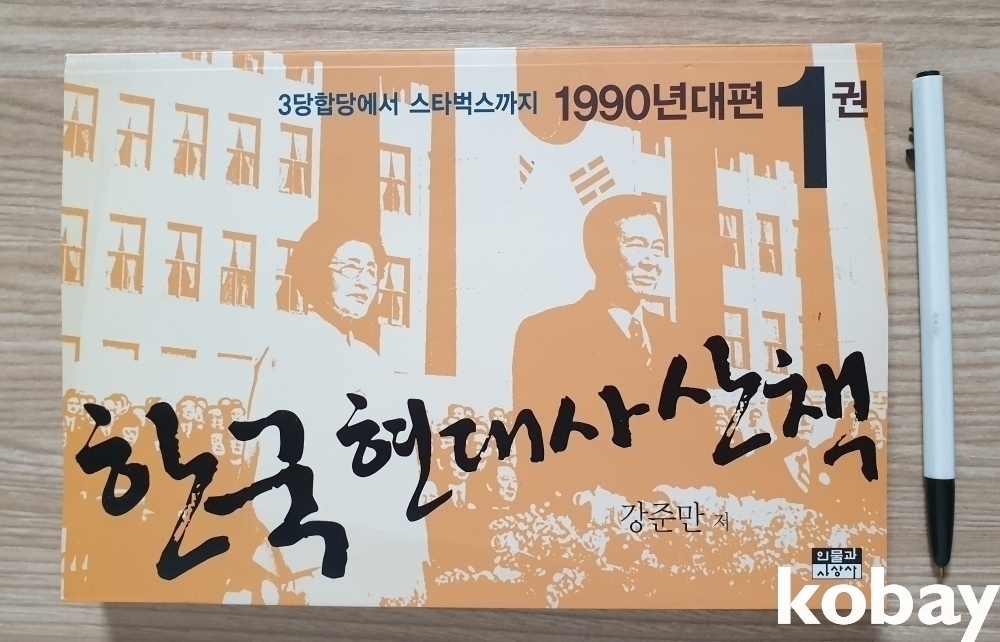 3당합당에서 스타벅스까지 1990년대편 1권
한국 현대사 산책
강준만 저
인물과
사상사
kobay